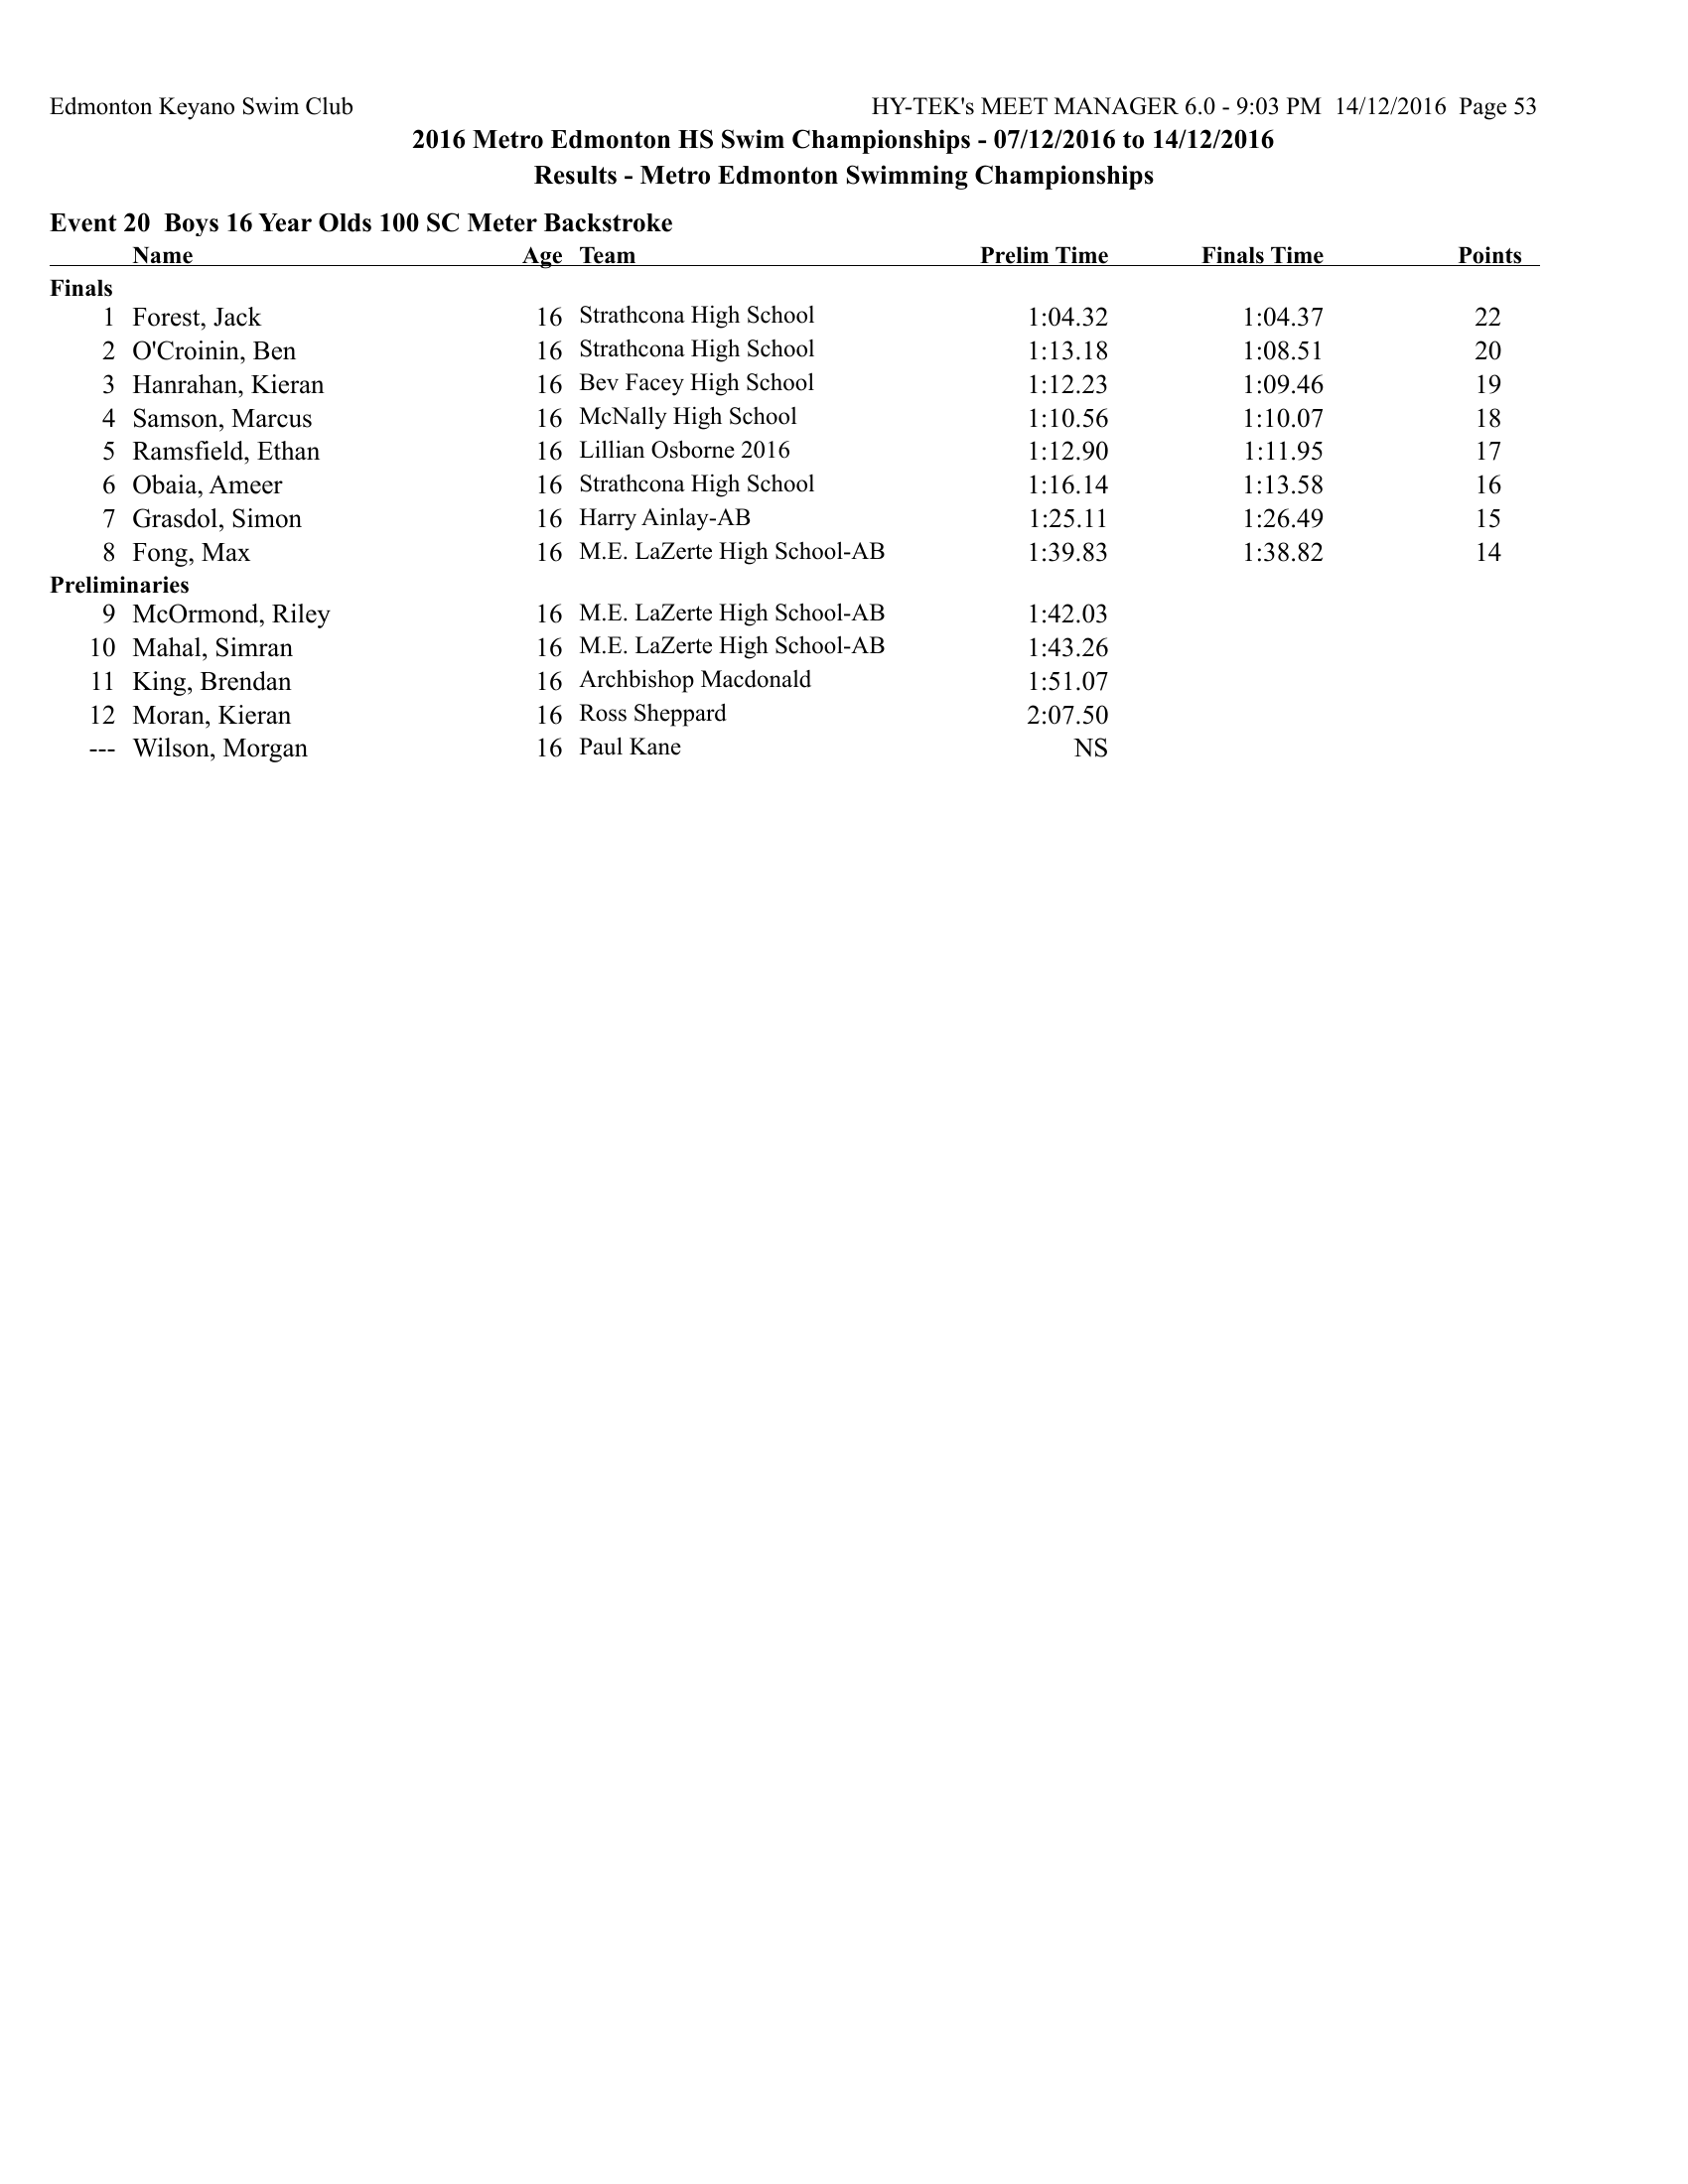 Edmonton Keyano Swim Club HY-TEK's MEET MANAGER 6.0 - 9:03 PM 14/12/2016 Page 53
2016 Metro Edmonton HS Swim Championships - 07/12/2016 to 14/12/2016
Results - Metro Edmonton Swimming Championships
Event 20 Boys 16 Year Olds 100 SC Meter Backstroke
Name Age Team Prelim Time Finals Time Points
Finals
1 Forest, Jack 16 Strathcona High School 1:04.32 1:04.37 22
2 O'Croinin, Ben 16 Strathcona High School 1:13.18 1:08.51 20
3 Hanrahan, Kieran 16 Bev Facey High School 1:12.23 1:09.46 19
4 Samson, Marcus 16 McNally High School 1:10.56 1:10.07 18
5 Ramsfield, Ethan 16 Lillian Osborne 2016 1:12.90 1:11.95 17
6 Obaia, Ameer 16 Strathcona High School 1:16.14 1:13.58 16
7 Grasdol, Simon 16 Harry Ainlay-AB 1:25.11 1:26.49 15
8 Fong, Max 16 M.E. LaZerte High School-AB 1:39.83 1:38.82 14
Preliminaries
9 McOrmond, Riley 16 M.E. LaZerte High School-AB 1:42.03
10 Mahal, Simran 16 M.E. LaZerte High School-AB 1:43.26
11 King, Brendan 16 Archbishop Macdonald 1:51.07
12 Moran, Kieran 16 Ross Sheppard 2:07.50
--- Wilson, Morgan 16 Paul Kane NS